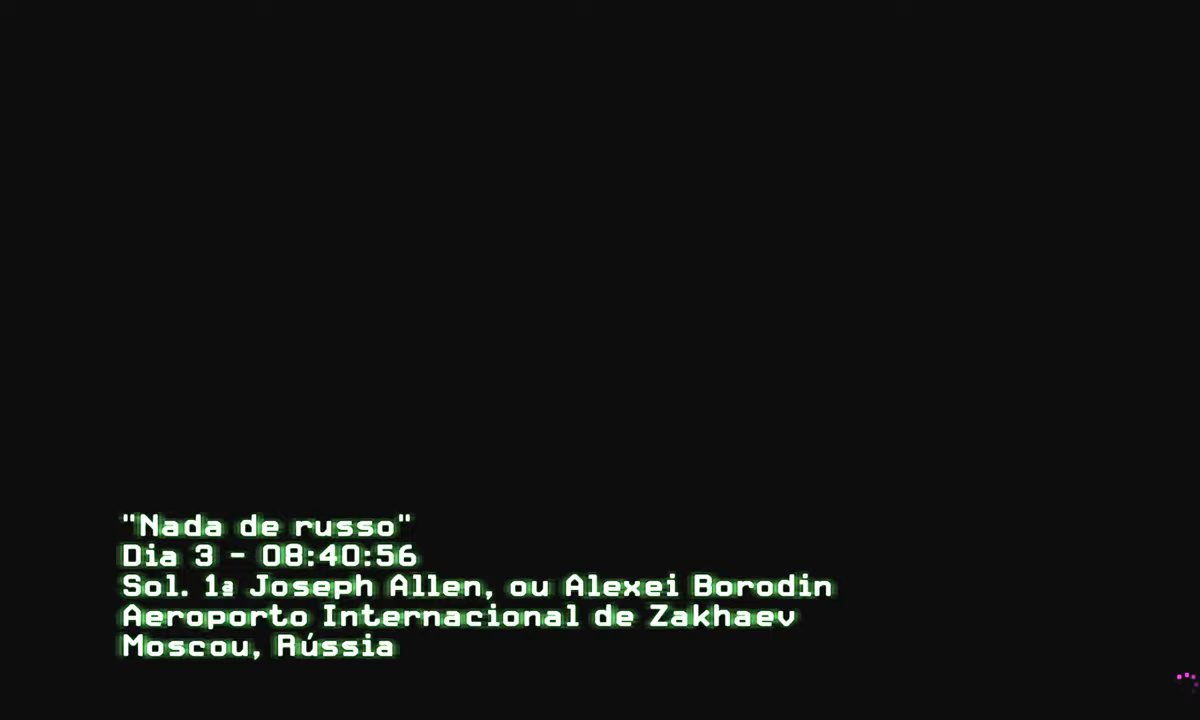 "Nada de russo"
Dia 3 - 08:40:56
Sol. 1ª Joseph Allen, ou Alexei Borodin
Aeroporto Internacional de Zakhaev
Moscou, Rússia